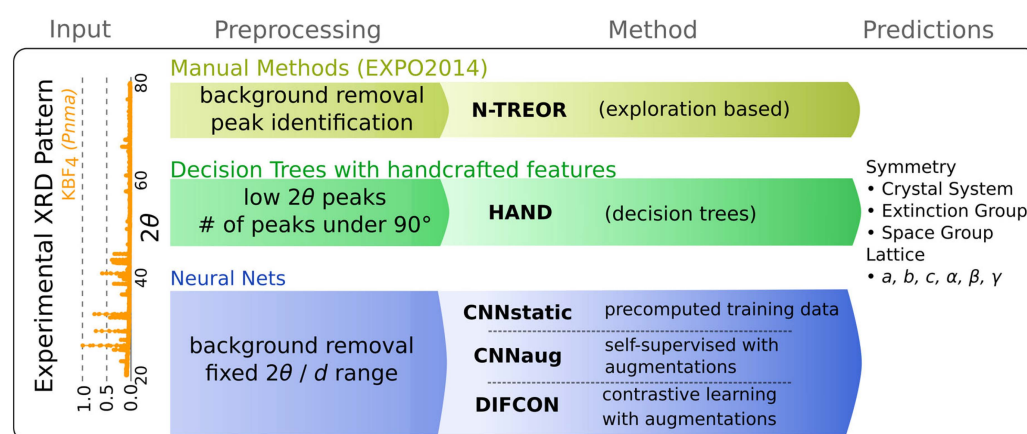 Input
Preprocessing
Method
Predictions
Experimental XRD Pattern
KBF4 (Pnma)
2θ
80
60
40
20
1.0
0.5
0.0
Manual Methods (EXPO2014)
background removal
peak identification
N-TREOR
(exploration based)
Decision Trees with handcrafted features
low 2θ peaks
# of peaks under 90°
HAND
(decision trees)
Neural Nets
background removal
fixed 2θ / d range
CNNstatic
precomputed training data
CNNaug
self-supervised with
augmentations
DIFCON
contrastive learning
with augmentations
Symmetry
• Crystal System
• Extinction Group
• Space Group
Lattice
• a, b, c, α, β, γ